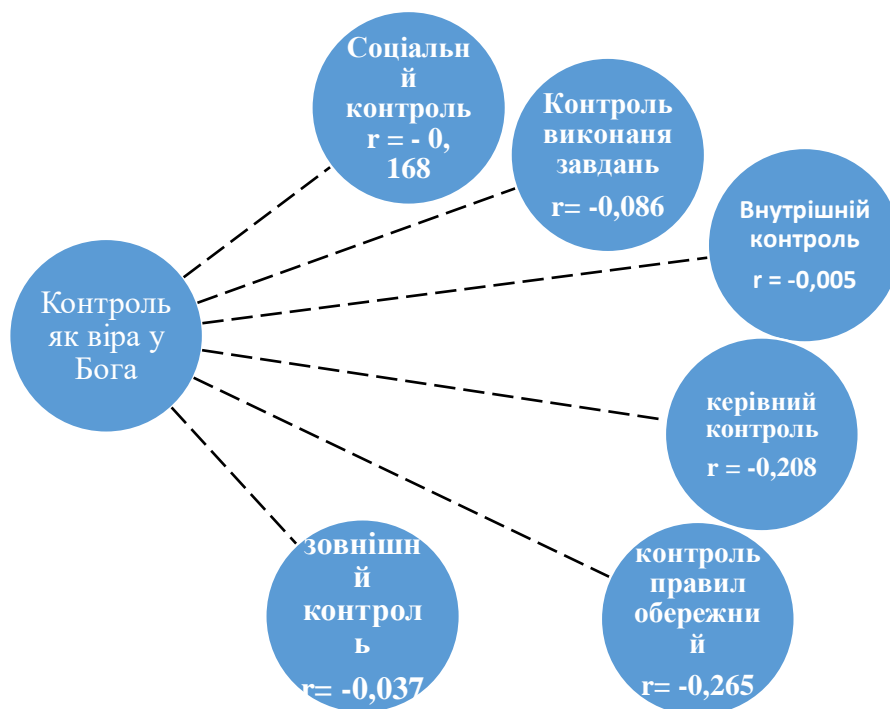 Соціальн
й
контроль
r = - 0,
168
Контроль
виконаня
завдань
r= -0,086
Внутрішній
контроль
r = -0,005
Контроль
як віра у
Бога
керівний
контроль
r = -0,208
зовнішн
й
контрол
ь
r= -0,037
контроль
правил
обережни
й
r= -0,265